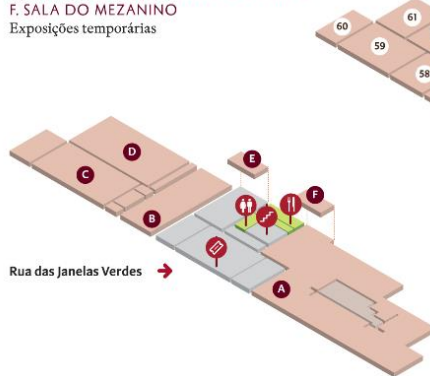 F. SALA DO MEZANINO
Exposições temporárias
60
61
59
58
D
C
B
E
F
Rua das Janelas Verdes
A